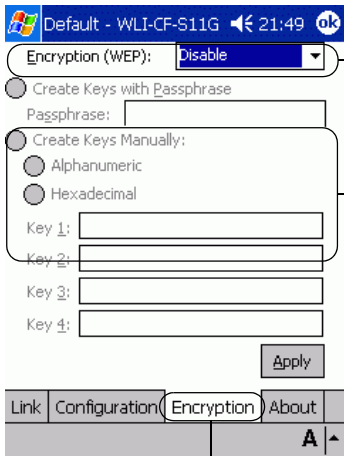 Default - WLI-CF-S11G 21:49 ok
Encryption (WEP): Disable
Create Keys with Passphrase
Passphrase:
Create Keys Manually:
Alphanumeric
Hexadecimal
Key 1:
Key 2:
Key 3:
Key 4:
Apply
Link Configuration Encryption About
A